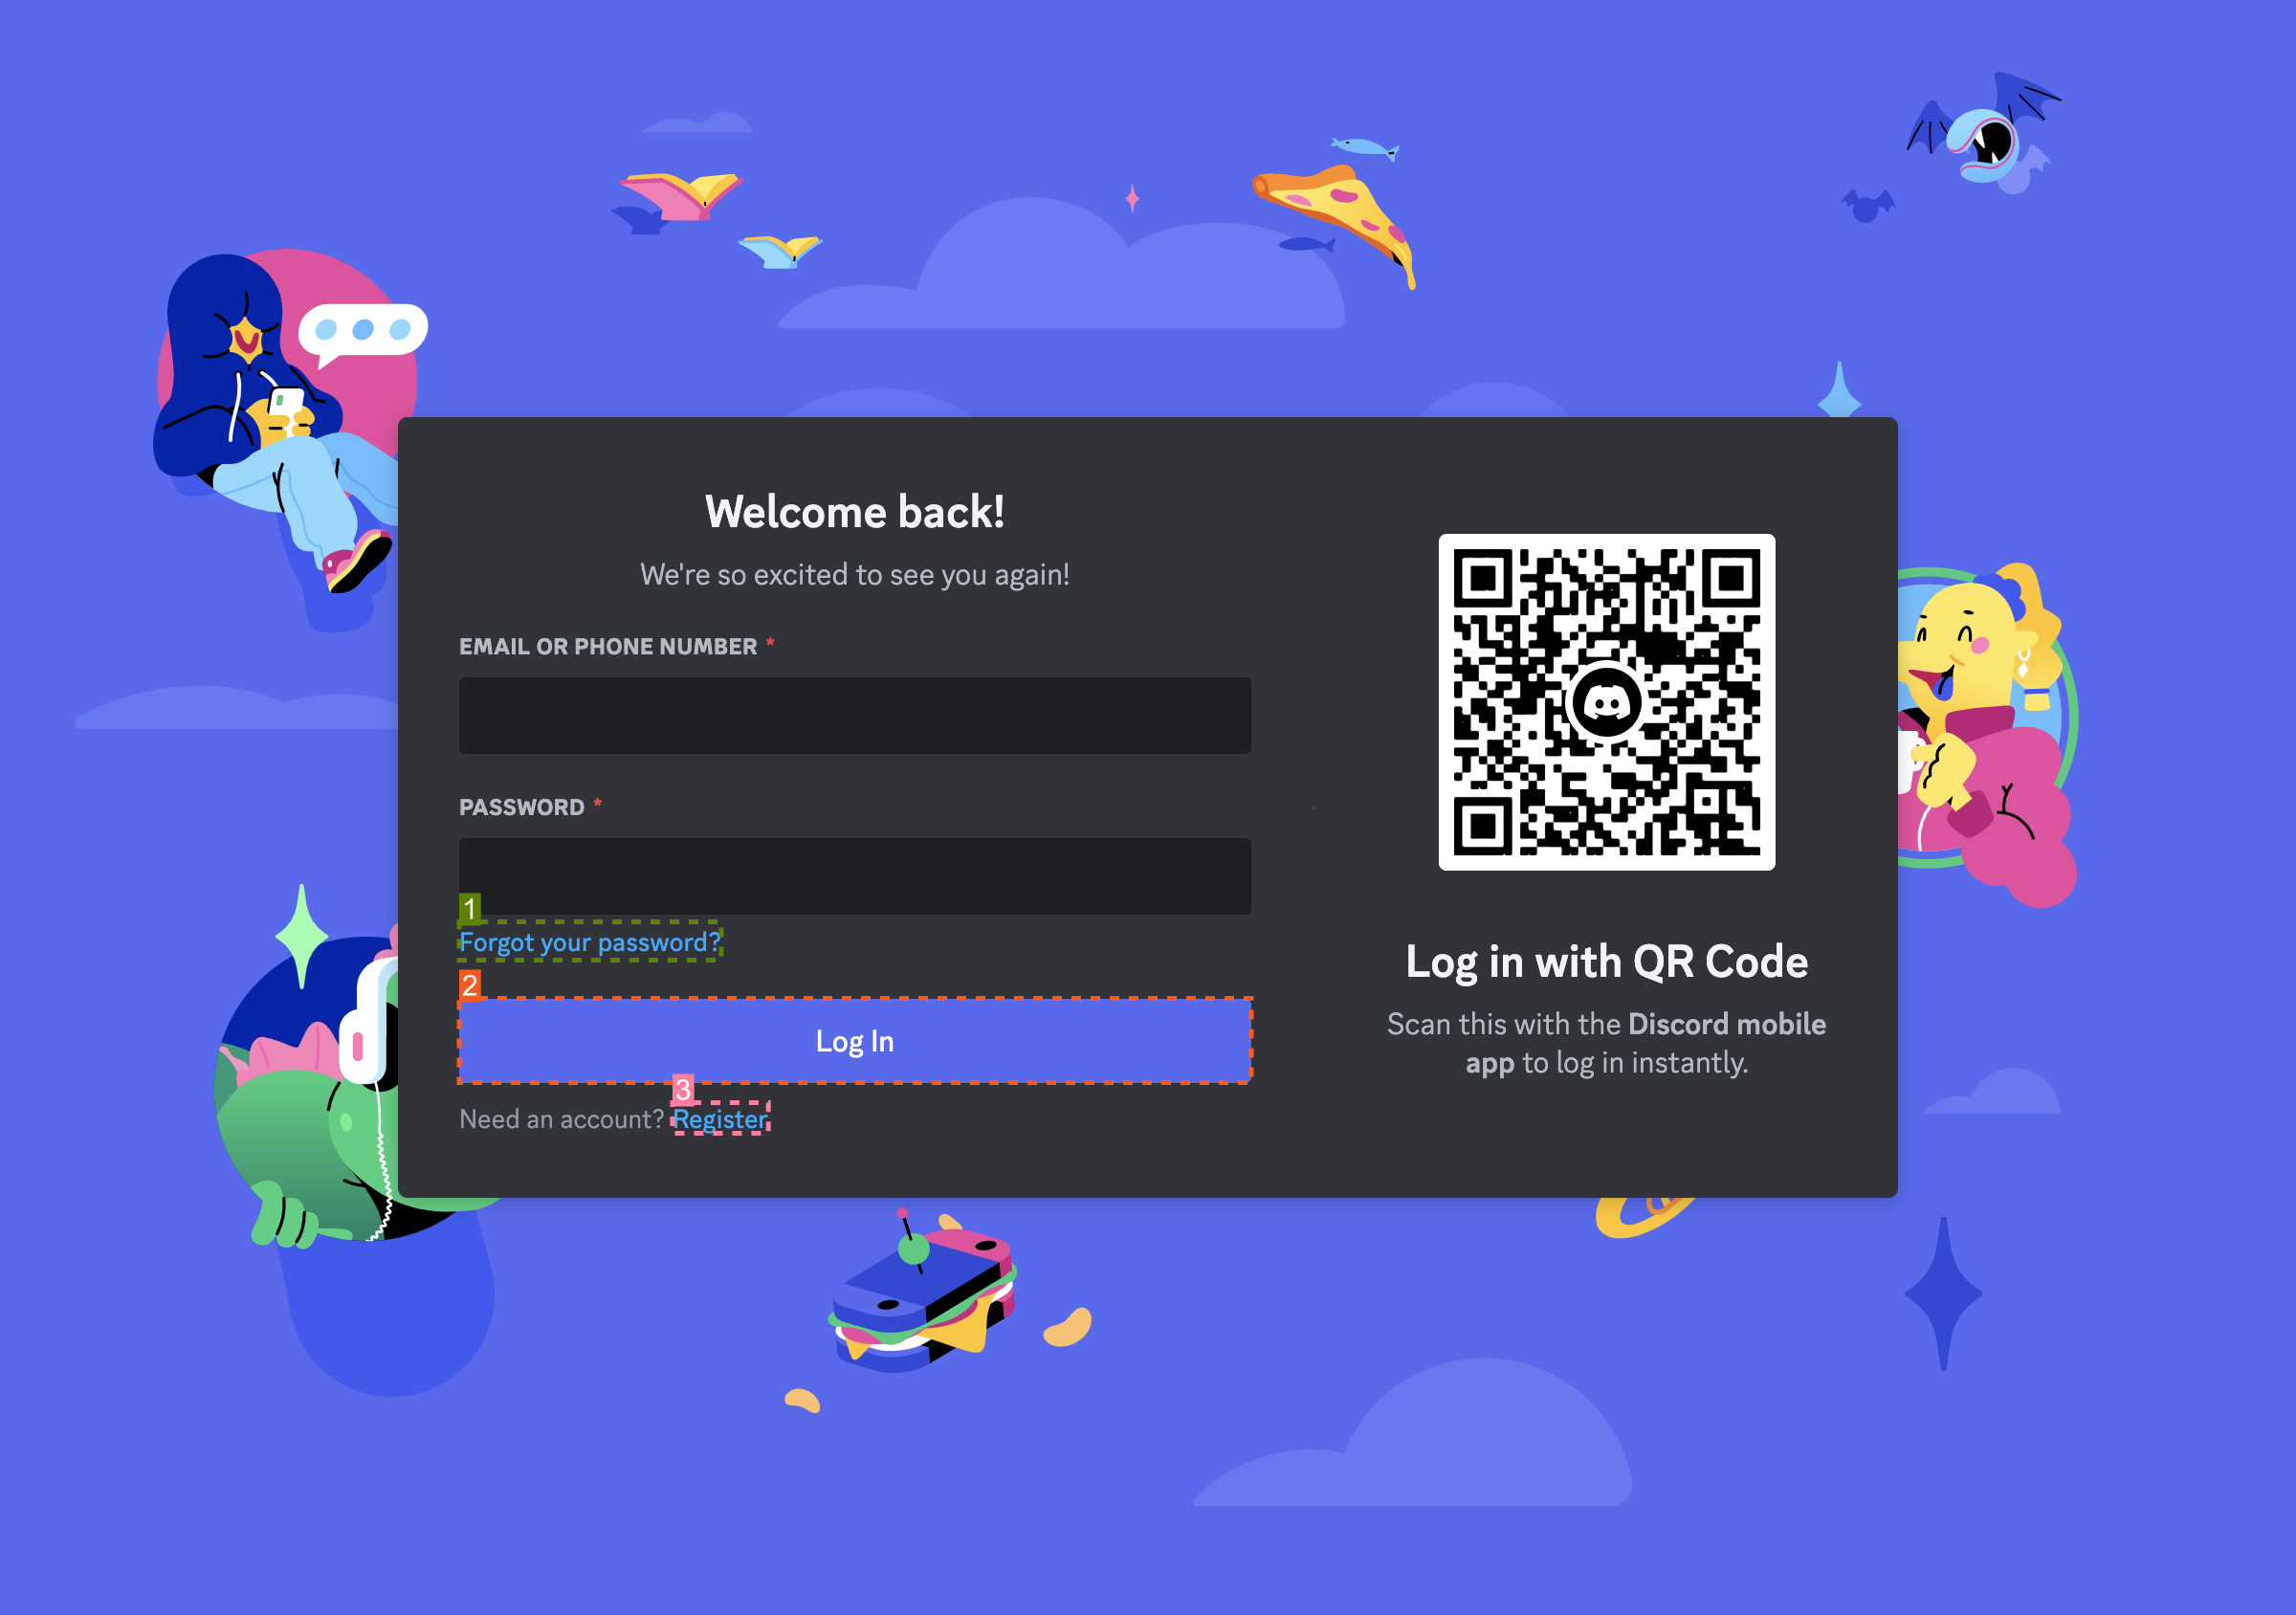 Welcome back!
We're so excited to see you again!
EMAIL OR PHONE NUMBER *
PASSWORD *
1
Forgot your password?
2
Log In
3
Need an account? Register
Log in with QR Code
Scan this with the Discord mobile
app to log in instantly.